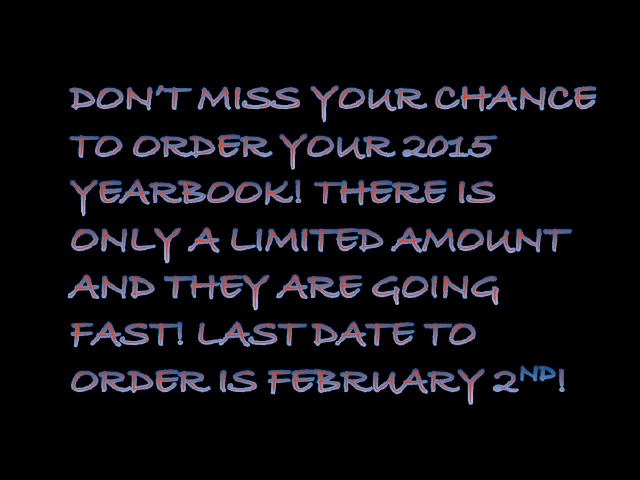 DON'T MISS YOUR CHANCE
TO ORDER YOUR 2015
YEARBOOK! THERE IS
ONLY A LIMITED AMOUNT
AND THEY ARE GOING
FAST! LAST DATE TO
ORDER IS FEBRUARY 2ND!